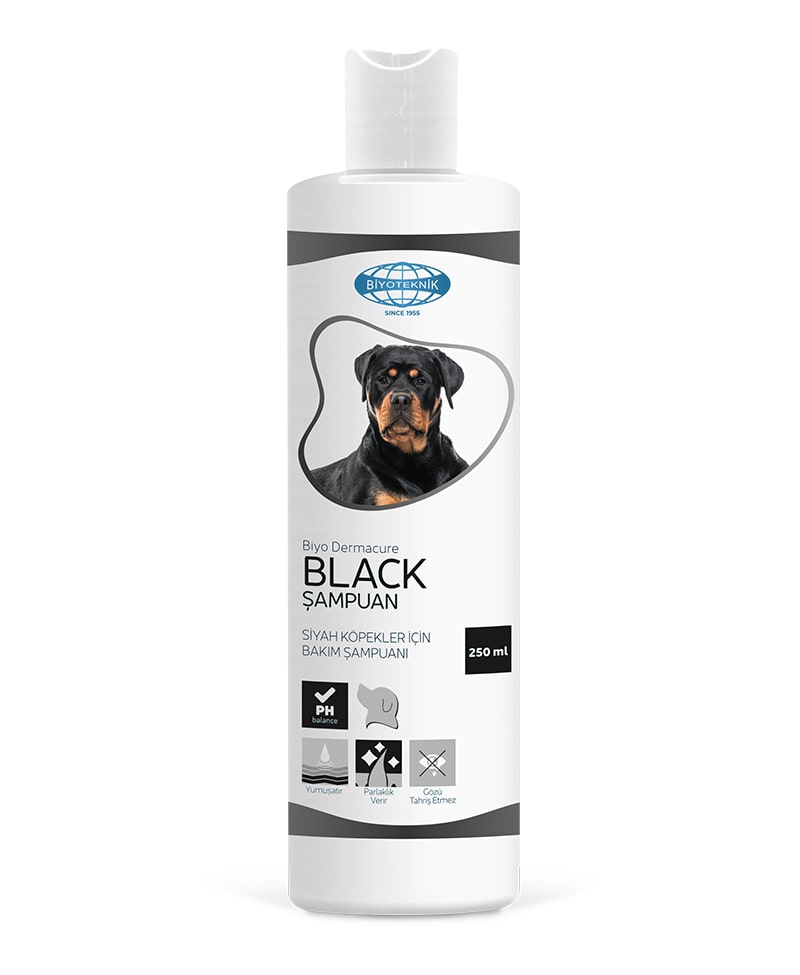 BİYOTEKNİK
SINCE 1955
Biyo Dermacure
BLACK
ŞAMPUAN
SİYAH KÖPEKLER İÇİN
BAKIM ŞAMPUANI
250 ml
PH
balance
Yumuşatır
Parlaklık
Verir
Gözü
Tahriş Etmez